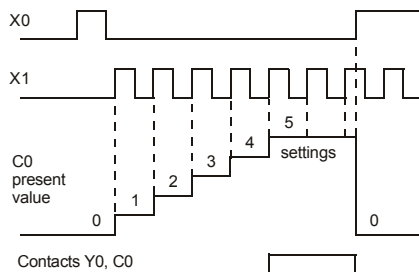 X0
X1
5
4
settings
3
C0
2
present
1
value
0
0
Contacts Y0, C0